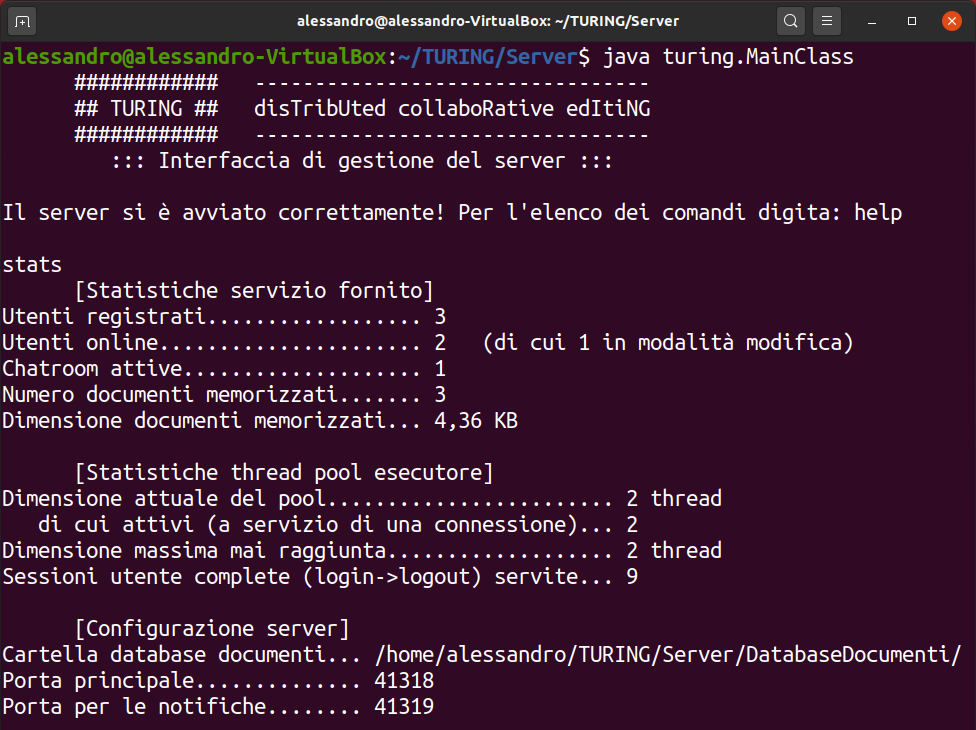 alessandro@alessandro-VirtualBox: ~/TURING/Server
alessandro@alessandro-VirtualBox:~/TURING/Server$ java turing.MainClass
############ ---------------------------------
## TURING ## disTribUted collaboRative edItiNG
############ ---------------------------------
::: Interfaccia di gestione del server :::
Il server si è avviato correttamente! Per l'elenco dei comandi digita: help
stats
[Statistiche servizio fornito]
Utenti registrati.................. 3
Utenti online...................... 2 (di cui 1 in modalità modifica)
Chatroom attive.................... 1
Numero documenti memorizzati....... 3
Dimensione documenti memorizzati... 4,36 KB
[Statistiche thread pool esecutore]
Dimensione attuale del pool........................ 2 thread
di cui attivi (a servizio di una connessione)... 2
Dimensione massima mai raggiunta................... 2 thread
Sessioni utente complete (login->logout) servite... 9
[Configurazione server]
Cartella database documenti... /home/alessandro/TURING/Server/DatabaseDocumenti/
Porta principale.............. 41318
Porta per le notifiche........ 41319